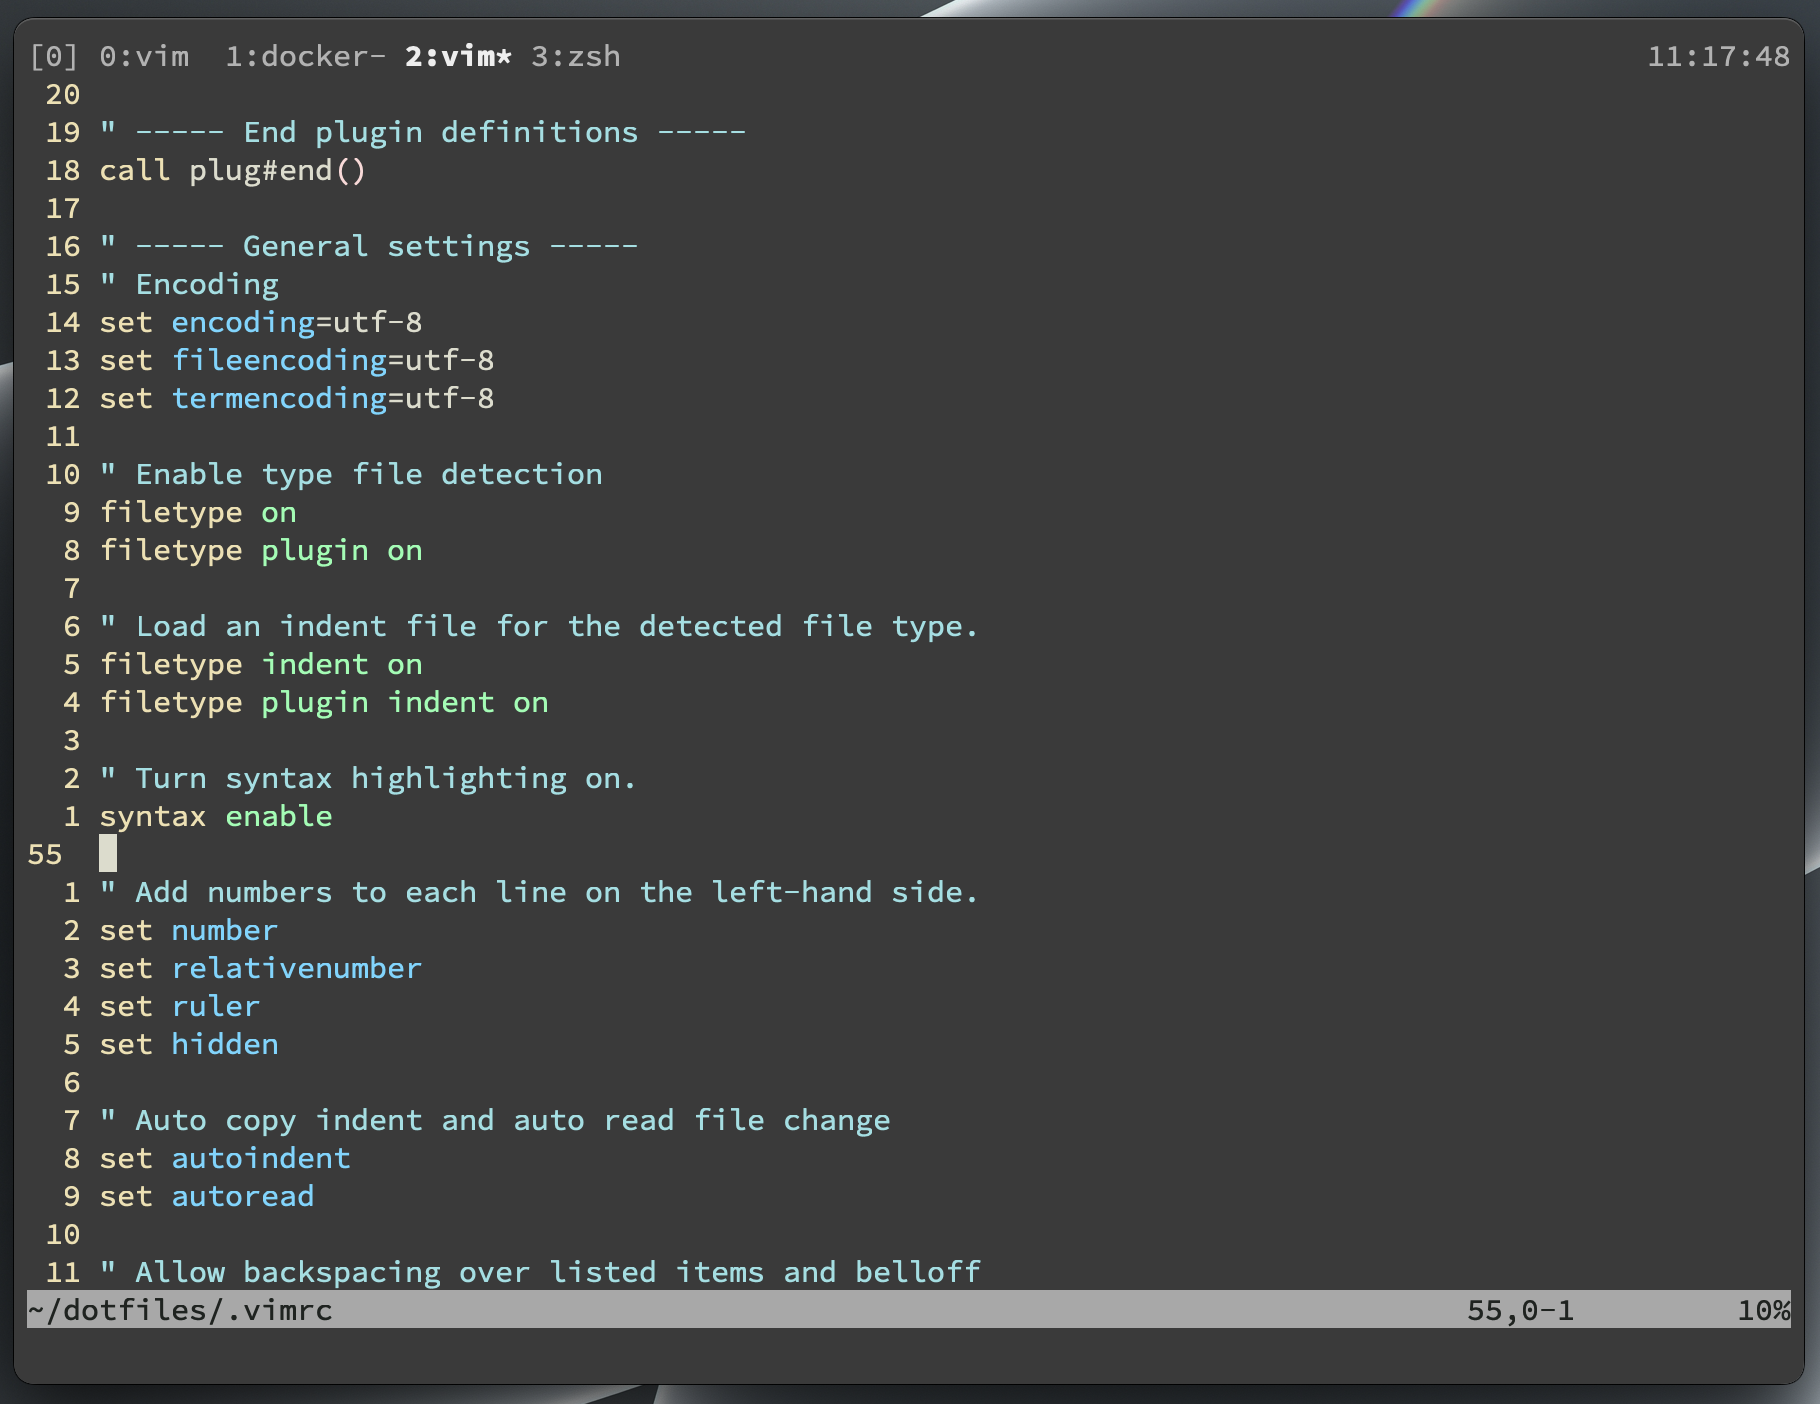 [0] 0:vim  1:docker- 2:vim* 3:zsh 11:17:48
20
19 " ----- End plugin definitions -----
18 call plug#end()
17
16 " ----- General settings -----
15 " Encoding
14 set encoding=utf-8
13 set fileencoding=utf-8
12 set termencoding=utf-8
11
10 " Enable type file detection
9 filetype on
8 filetype plugin on
7
6 " Load an indent file for the detected file type.
5 filetype indent on
4 filetype plugin indent on
3
2 " Turn syntax highlighting on.
1 syntax enable
55
1 " Add numbers to each line on the left-hand side.
2 set number
3 set relativenumber
4 set ruler
5 set hidden
6
7 " Auto copy indent and auto read file change
8 set autoindent
9 set autoread
10
11 " Allow backspacing over listed items and belloff
~/dotfiles/.vimrc 55,0-1 10%